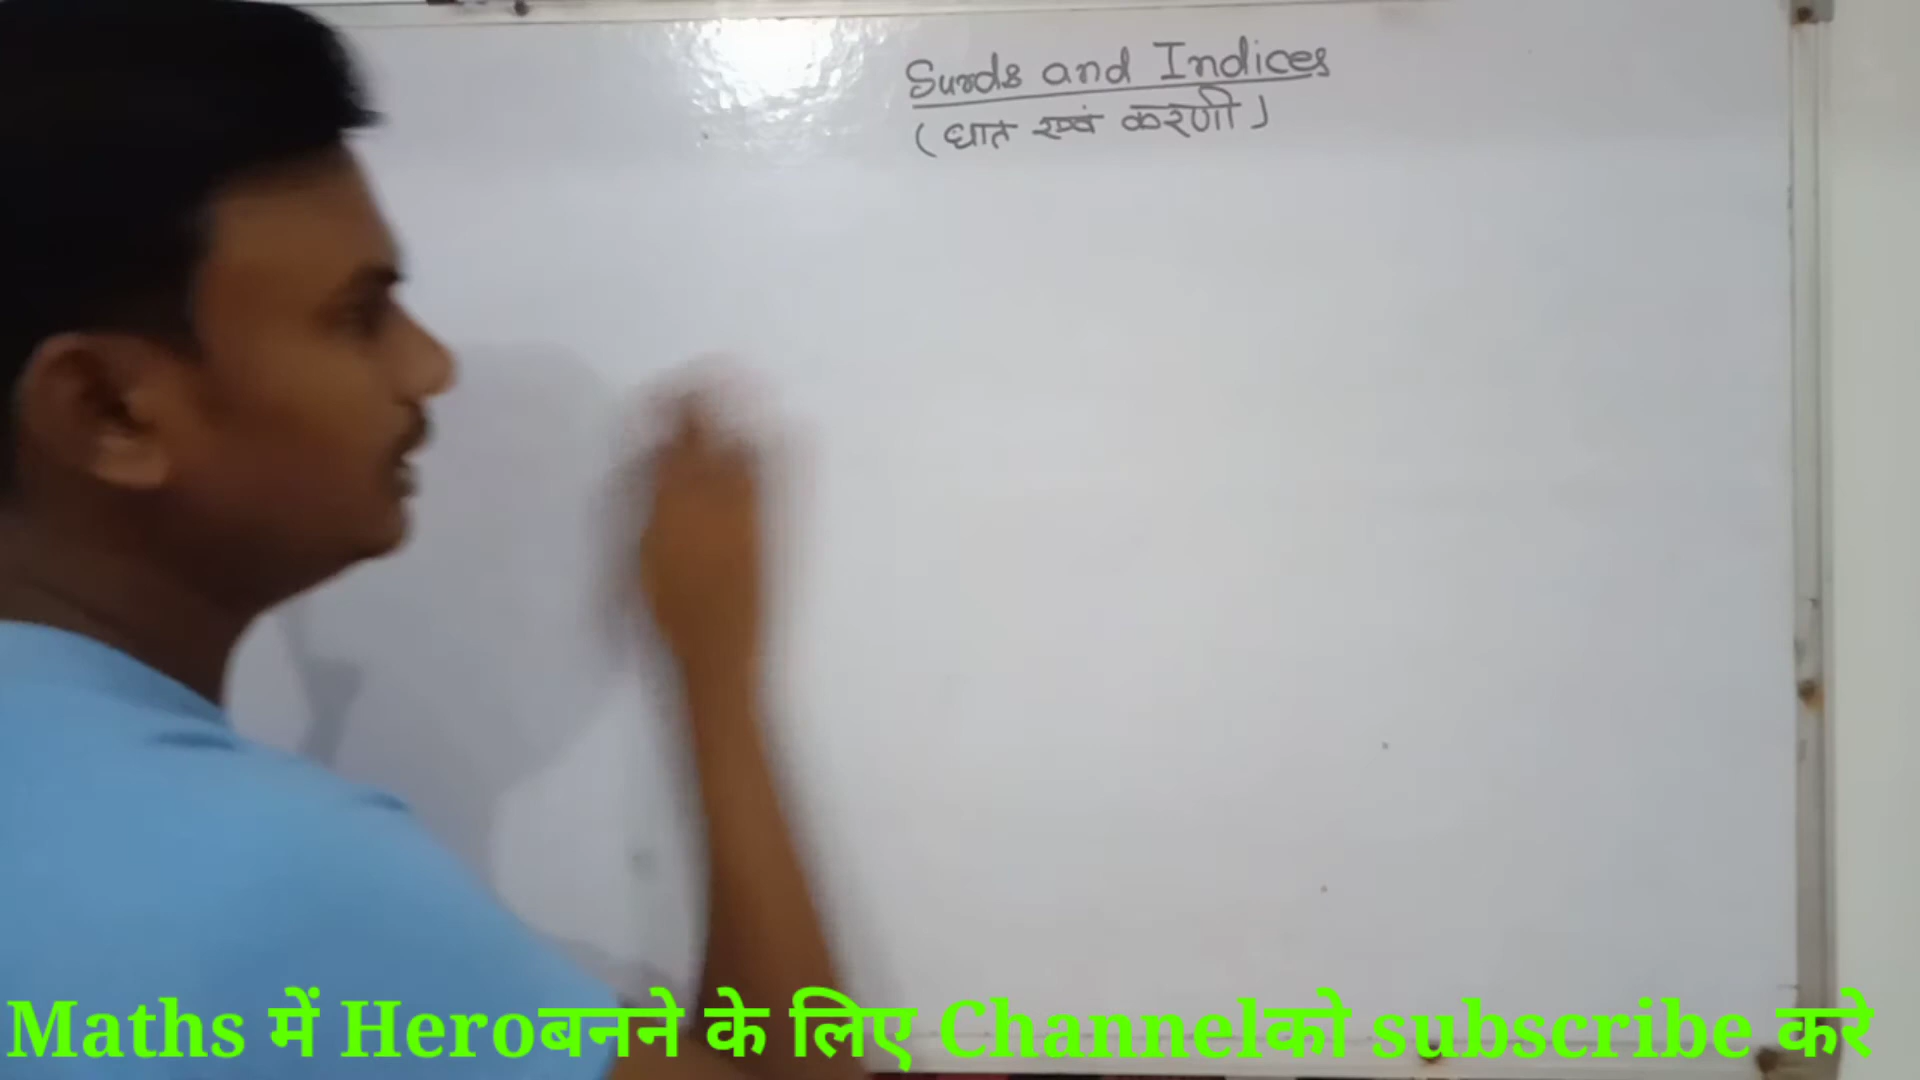 Surds and Indices
(घात एवं करणी)
Maths में Heroबनने के लिए Channelको subscribe करे